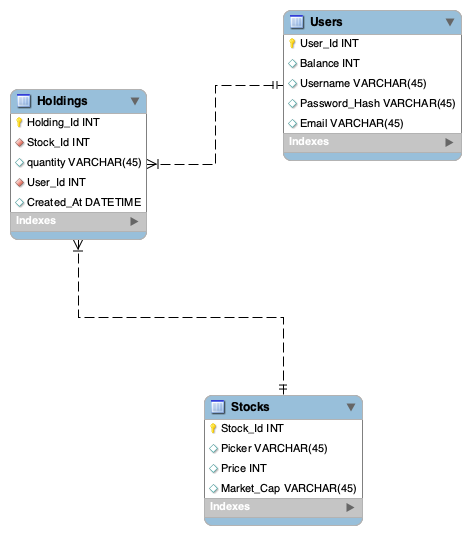 Users
User_Id INT
Balance INT
Username VARCHAR(45)
Password_Hash VARCHAR(45)
Email VARCHAR(45)
Indexes
Holdings
Holding_Id INT
Stock_Id INT
quantity VARCHAR(45)
User_Id INT
Created_At DATETIME
Indexes
Stocks
Stock_Id INT
Picker VARCHAR(45)
Price INT
Market_Cap VARCHAR(45)
Indexes